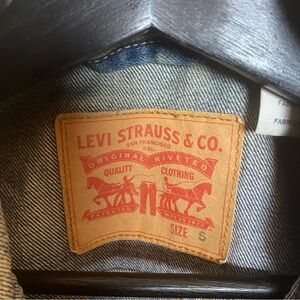 LEVI STRAUSS & CO.
SAN FRANCISCO
CAL.
ORIGINAL RIVETED
QUALITY CLOTHING
SIZE S